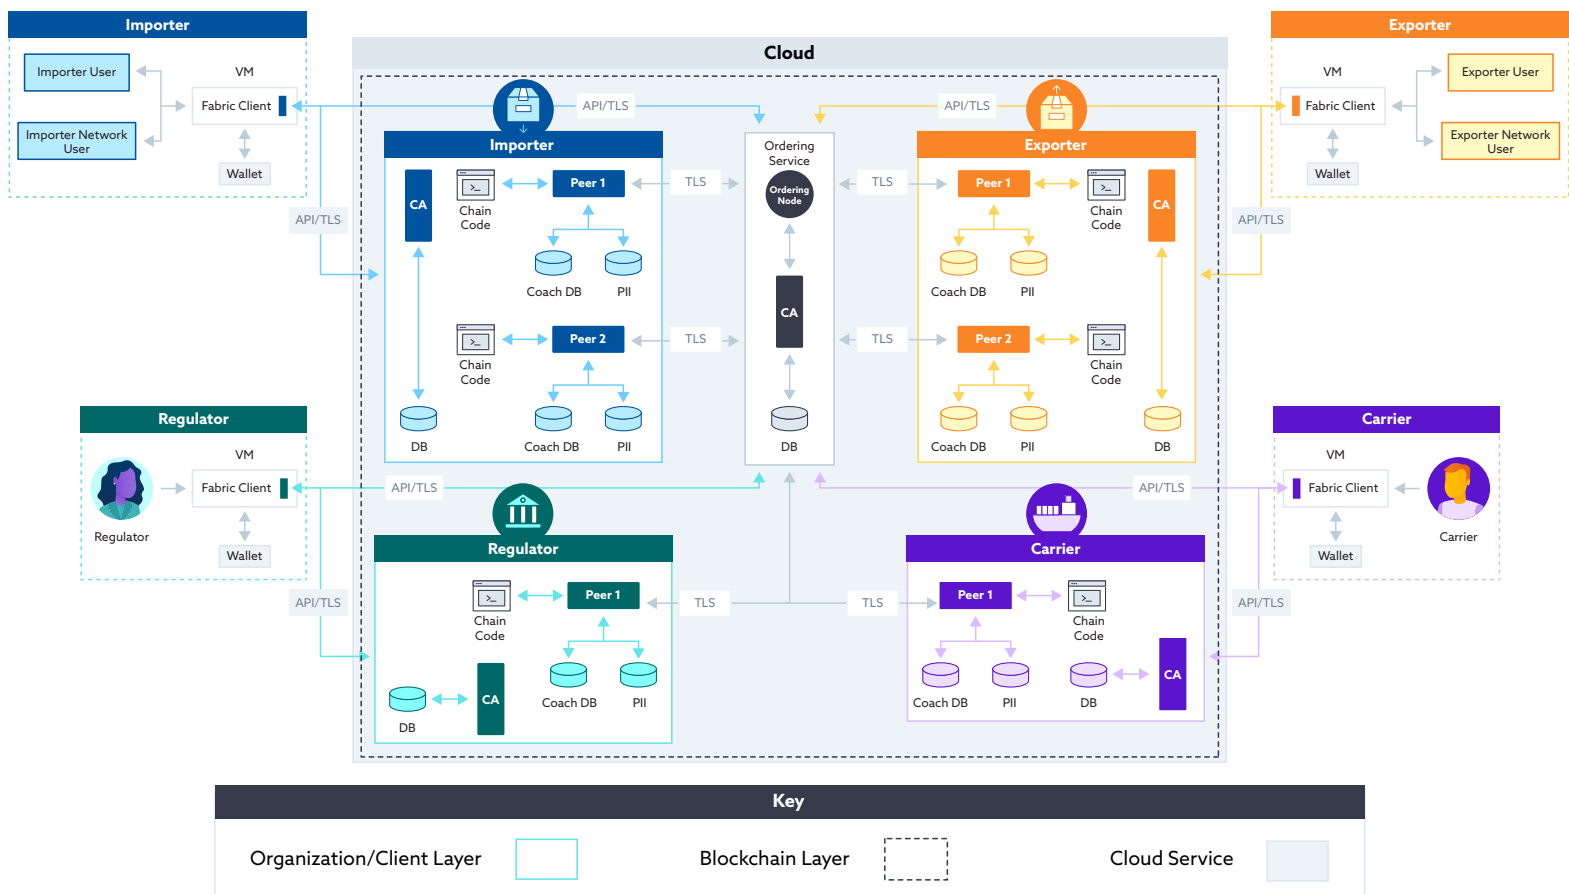 Importer
Importer User
Importer Network
User
VM
Fabric Client
Wallet
API/TLS
Cloud
API/TLS
API/TLS
Exporter
VM
Fabric Client
Wallet
Exporter User
Exporter Network
User
API/TLS
Importer
CA
Chain
Code
Peer 1
TLS
Coach DB
PII
Chain
Code
Peer 2
TLS
DB
Coach DB
PII
Ordering
Service
Ordering
Node
CA
DB
Exporter
TLS
Peer 1
Chain
Code
CA
Coach DB
PII
TLS
Peer 2
Chain
Code
Coach DB
PII
DB
Regulator
VM
Regulator
Fabric Client
Wallet
API/TLS
API/TLS
API/TLS
Carrier
VM
Fabric Client
Wallet
Carrier
API/TLS
Regulator
Chain
Code
Peer 1
TLS
Coach DB
PII
DB
CA
Carrier
TLS
Peer 1
Chain
Code
Coach DB
PII
DB
CA
Key
Organization/Client Layer
Blockchain Layer
Cloud Service